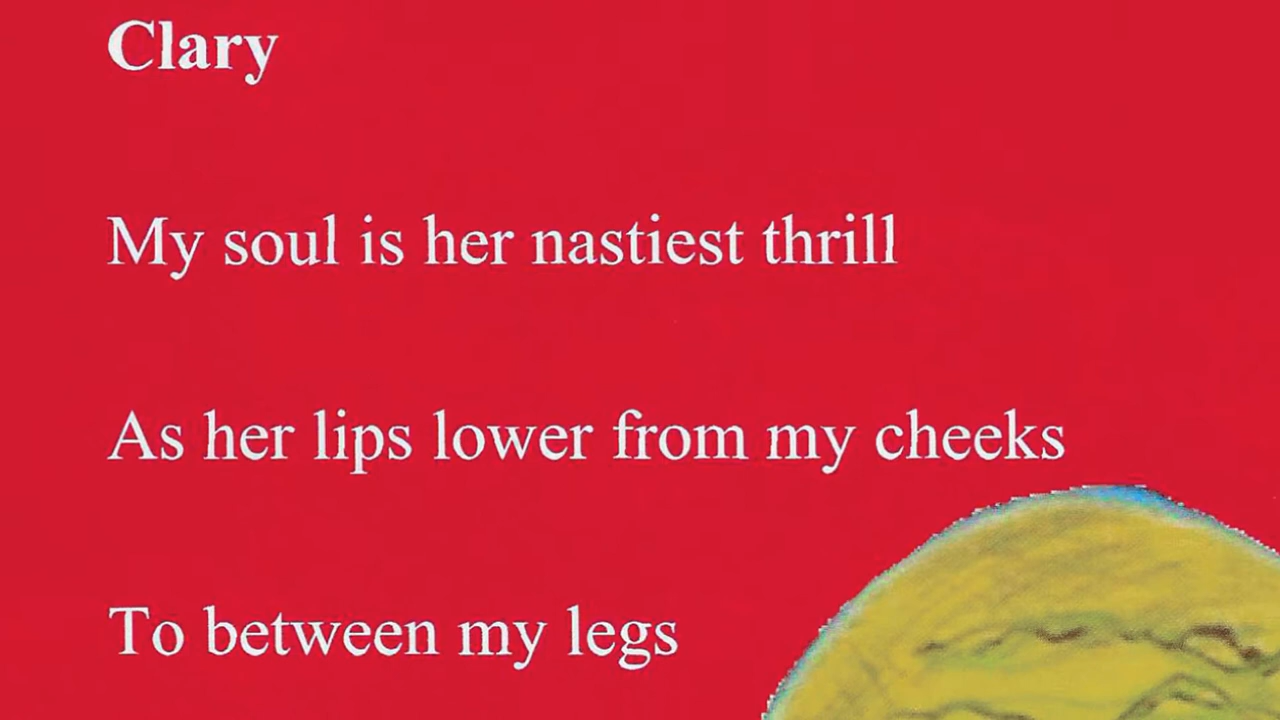 Clary
My soul is her nastiest thrill
As her lips lower from my cheeks
To between my legs